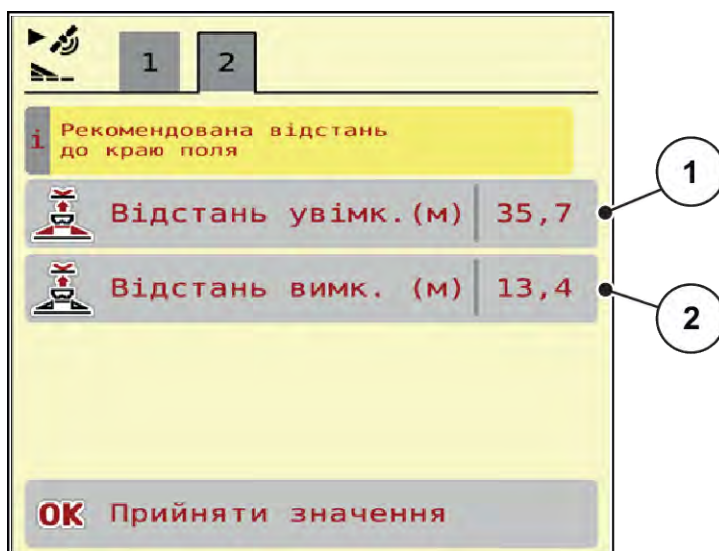 1 2
i Рекомендована відстань
до краю поля
Відстань увімк.(м) 35,7
1
Відстань вимк. (м) 13,4
2
OK Прийняти значення